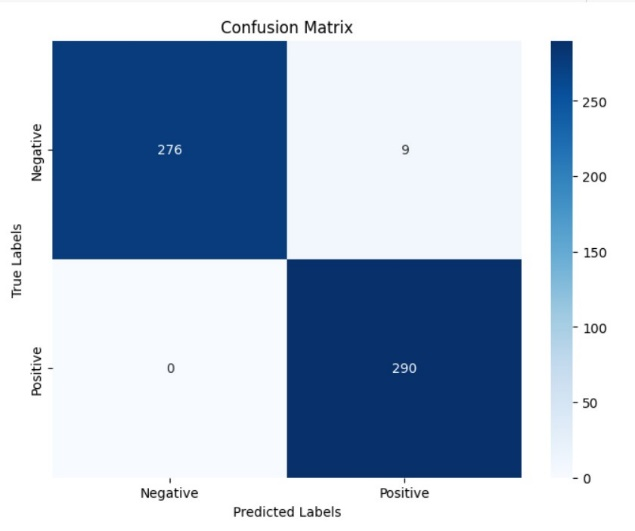 Confusion Matrix
Negative
276
9
True Labels
Positive
0
290
Negative
Positive
Predicted Labels
250
200
150
100
50
0